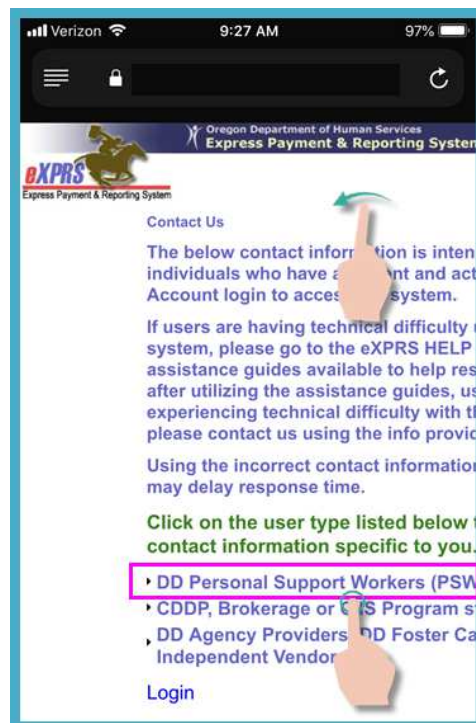 Verizon 9:27 AM 97%
Oregon Department of Human Services
Express Payment & Reporting System
eXPRS
Express Payment & Reporting System
Contact Us
The below contact information is inten
individuals who have a nt and act
Account login to acces system.
If users are having technical difficulty
system, please go to the eXPRS HELP
assistance guides available to help res
after utilizing the assistance guides, us
experiencing technical difficulty with th
please contact us using the info provid
Using the incorrect contact information
may delay response time.
Click on the user type listed below
contact information specific to you.
DD Personal Support Workers (PSW
CDDP, Brokerage or S Program s
DD Agency Providers DD Foster Ca
Independent Vendor
Login